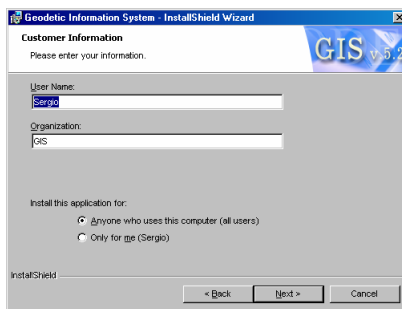 Geodetic Information System - InstallShield Wizard
Customer Information
Please enter your information.
GIS v 5.2
User Name:
Sergio
Organization:
GIS
Install this application for:
Anyone who uses this computer (all users)
Only for me (Sergio)
InstallShield
< Back
Next >
Cancel